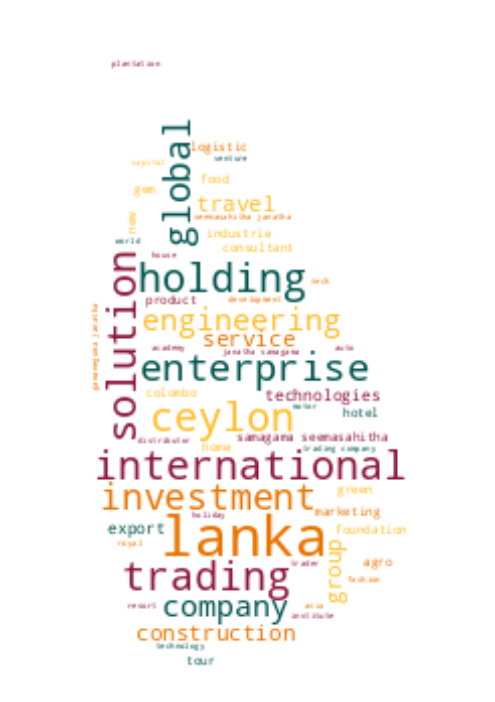 plantation
global
logistic
venture
capital
food
gem
travel
seemasahitha janatha
new
industrie
world
consultant
house
solution
holding
tech
product
development
engineering
service
academy
janatha samagama
auto
enterprise
colombo
technologies
ceylon
motor
hotel
distributor
samagama seemasahitha
home
trading company
international
investment
green
holiday
marketing
export
lanka
foundation
royal
group
trading
trader
agro
fashion
resort
company
asia
institute
construction
technology
tour